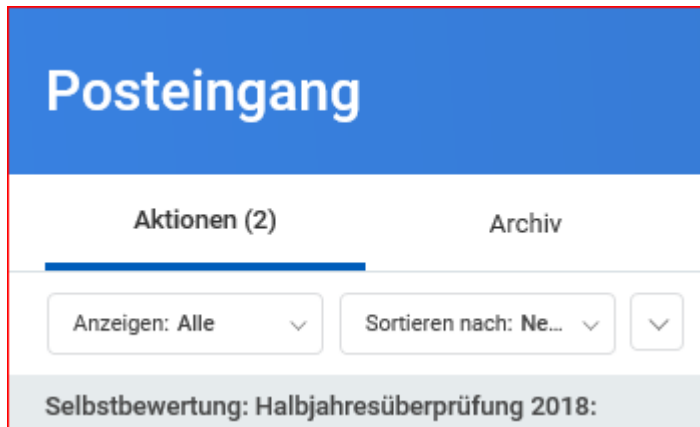 Posteingang
Aktionen (2)
Archiv
Anzeigen: Alle
Sortieren nach: Ne...
Selbstbewertung: Halbjahresüberprüfung 2018: